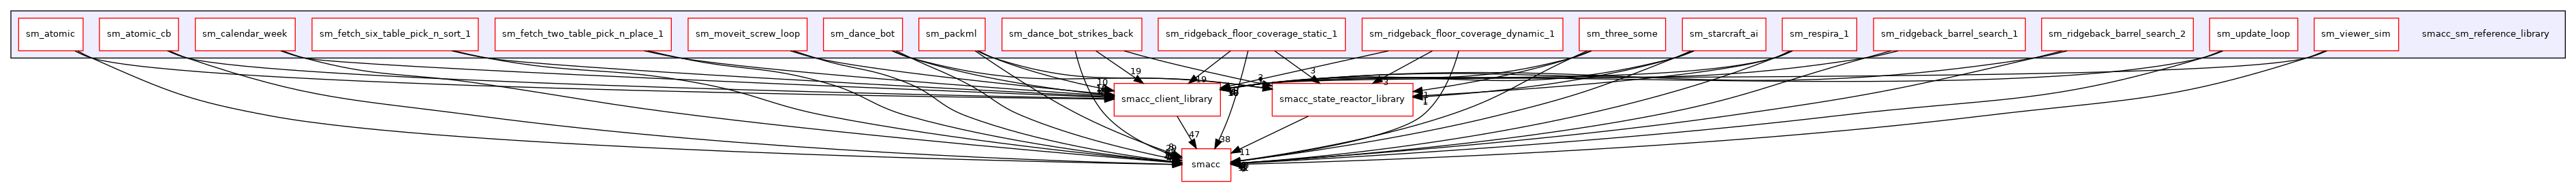 sm_atomic
sm_atomic_cb
sm_calendar_week
sm_fetch_six_table_pick_n_sort_1
sm_fetch_two_table_pick_n_place_1
sm_moveit_screw_loop
sm_dance_bot
sm_packml
sm_dance_bot_strikes_back
sm_ridgeback_floor_coverage_static_1
sm_ridgeback_floor_coverage_dynamic_1
sm_three_some
sm_starcraft_ai
sm_respira_1
sm_ridgeback_barrel_search_1
sm_ridgeback_barrel_search_2
sm_update_loop
sm_viewer_sim
smacc_sm_reference_library
19
19
3
3
10
smacc_client_library
smacc_state_reactor_library
1
47
38
11
smacc